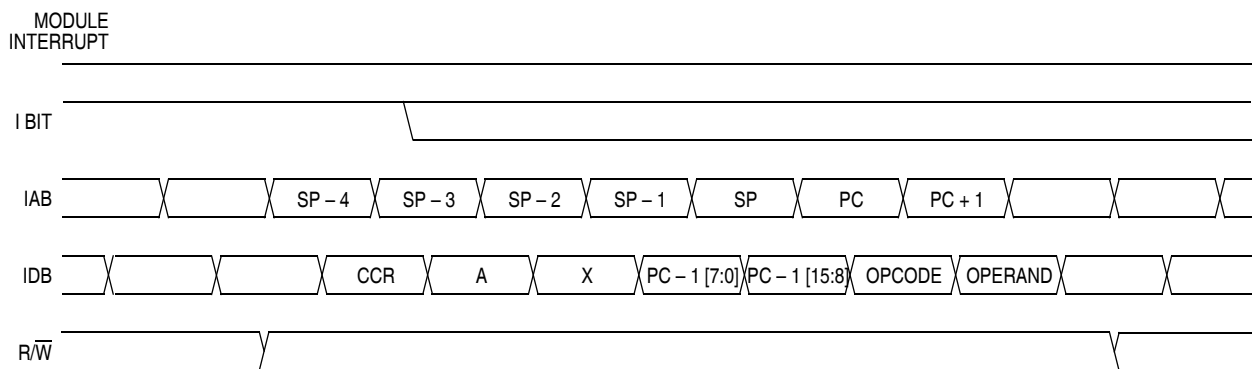 MODULE
INTERRUPT
I BIT
IAB SP – 4 SP – 3 SP – 2 SP – 1 SP PC PC + 1
IDB CCR A X PC – 1 [7:0] PC – 1 [15:8] OPCODE OPERAND
R/W̅